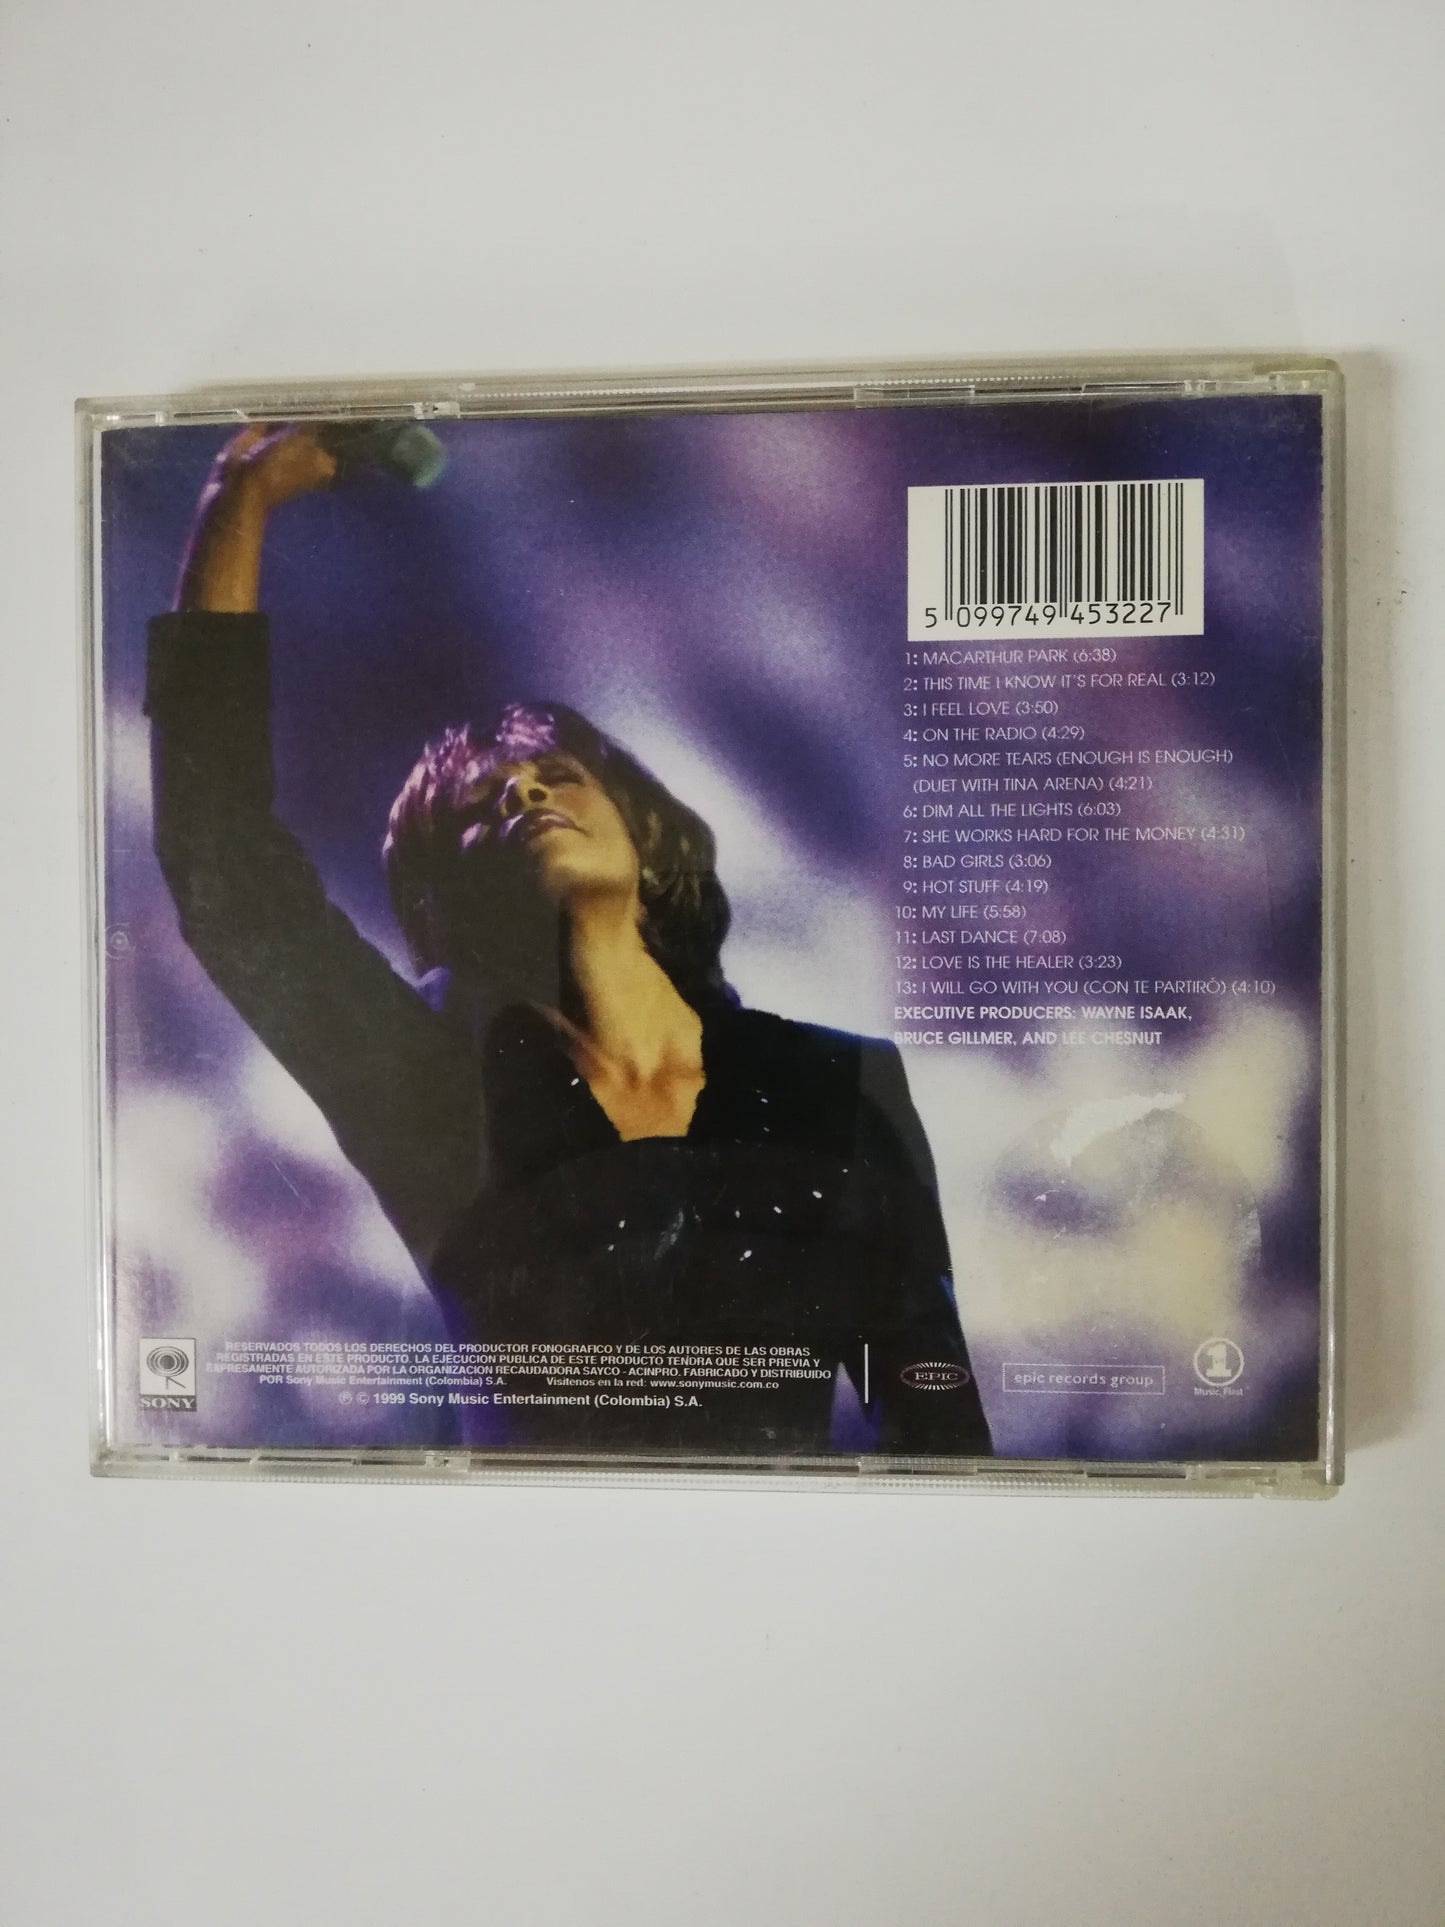 5 099749 453227
1: MACARTHUR PARK (6:38)
2: THIS TIME I KNOW IT'S FOR REAL (3:12)
3: I FEEL LOVE (3:50)
4: ON THE RADIO (4:29)
5: NO MORE TEARS (ENOUGH IS ENOUGH)
(DUET WITH TINA ARENA) (4:21)
6: DIM ALL THE LIGHTS (6:03)
7: SHE WORKS HARD FOR THE MONEY (4:31)
8: BAD GIRLS (3:06)
9: HOT STUFF (4:19)
10: MY LIFE (5:58)
11: LAST DANCE (7:08)
12: LOVE IS THE HEALER (3:23)
13: I WILL GO WITH YOU (CON TE PARTIRÓ) (4:10)
EXECUTIVE PRODUCERS: WAYNE ISAAK,
BRUCE GILLMER, AND LEE CHESNUT
SONY
RESERVADOS TODOS LOS DERECHOS DEL PRODUCTOR FONOGRAFICO Y DE LOS AUTORES DE LAS OBRAS
REGISTRADAS EN ESTE PRODUCTO. LA EJECUCION PUBLICA DE ESTE PRODUCTO TENDRA QUE SER PREVIA Y
EXPRESAMENTE AUTORIZADA POR LA ORGANIZACION RECAUDADORA SAYCO - ACINPRO. FABRICADO Y DISTRIBUIDO
POR Sony Music Entertainment (Colombia) S.A. Visítenos en la red: www.sonymusic.com.co
℗ © 1999 Sony Music Entertainment (Colombia) S.A.
EPIC
epic records group
1
Music First